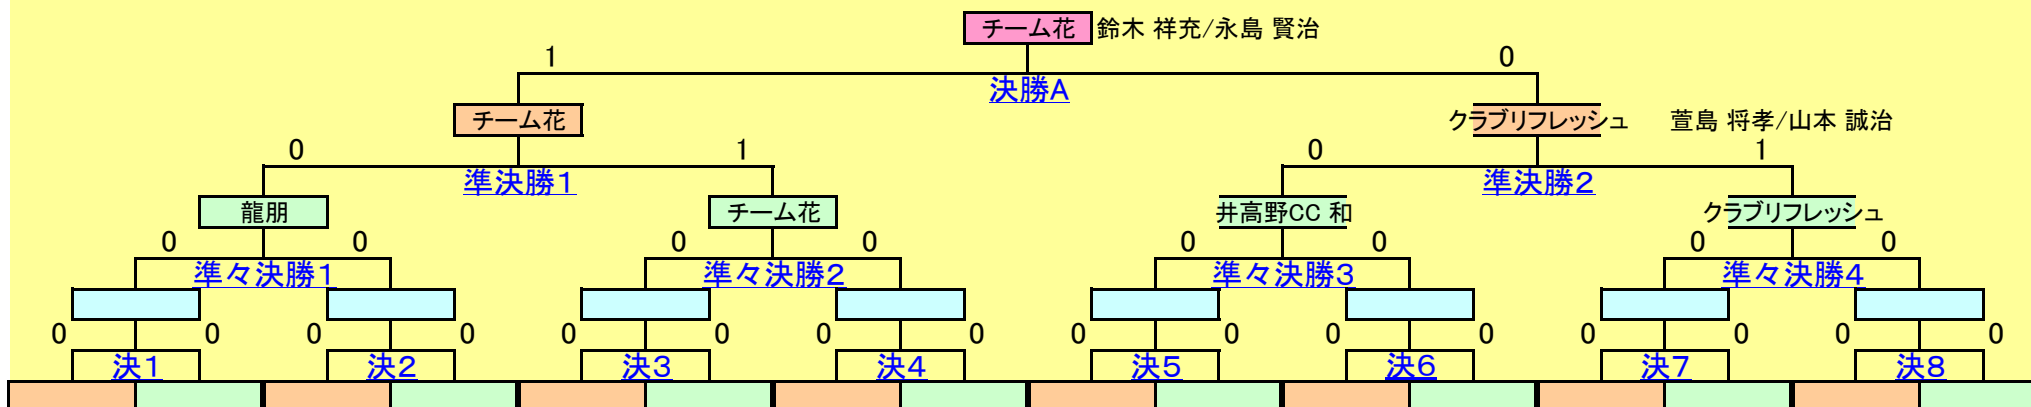 チーム花 鈴木 祥充/永島 賢治
1 0
決勝A
チーム花 クラブリフレッシュ 萱島 将孝/山本 誠治
0 1 0 1
準決勝1 準決勝2
龍朋 チーム花 井高野CC 和 クラブリフレッシュ
0 0 0 0 0 0 0 0
準々決勝1 準々決勝2 準々決勝3 準々決勝4
0 0 0 0 0 0 0 0 0 0 0 0 0 0 0 0
決1 決2 決3 決4 決5 決6 決7 決8